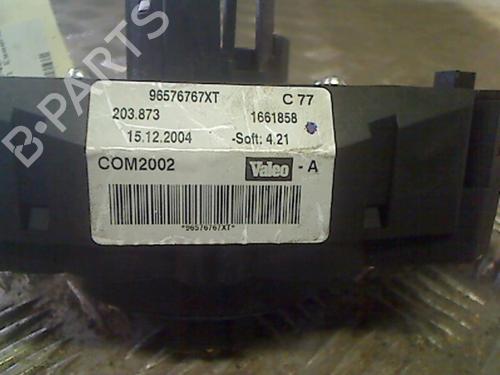 96576767XT C 77
203.873 1661858
15.12.2004 -Soft: 4.21
COM2002 Valeo - A
*96576767XT*
B-PARTS